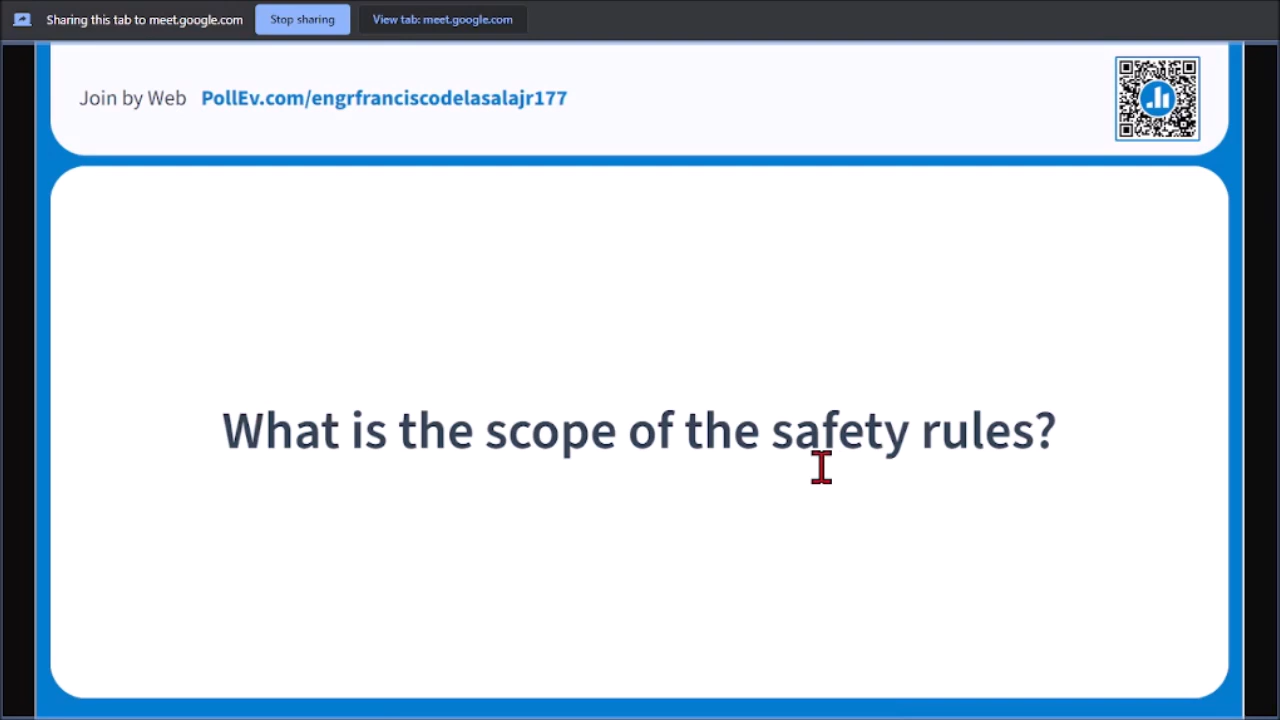 Sharing this tab to meet.google.com Stop sharing View tab: meet.google.com
Join by Web PollEv.com/engrfranciscodelasalajr177
What is the scope of the safety rules?